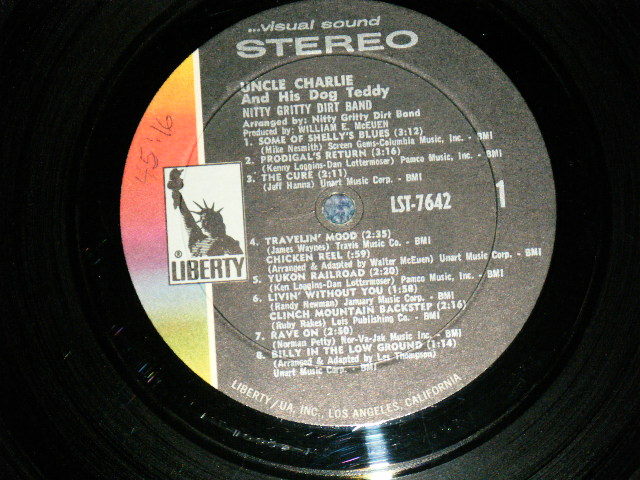 ...visual sound
STEREO
UNCLE CHARLIE
And His Dog Teddy
NITTY GRITTY DIRT BAND
Arranged by: Nitty Gritty Dirt Band
Produced by: WILLIAM E. McEUEN
1. SOME OF SHELLY'S BLUES (3:12)
(Mike Nesmith) Screen Gems-Columbia Music, Inc. - BMI
2. PRODIGAL'S RETURN (3:16)
(Kenny Loggins-Dan Lottermoser) Pamco Music, Inc. - BMI
3. THE CURE (2:11)
(Jeff Hanna) Unart Music Corp. - BMI
45:16
LST-7642
1
® LIBERTY
4. TRAVELIN' MOOD (2:35)
(James Waynes) Travis Music Co. - BMI
CHICKEN REEL (:59)
(Arranged & Adapted by Walter McEuen) Unart Music Corp. - BMI
5. YUKON RAILROAD (2:20)
(Ken Loggins-Dan Lottermoser) Pamco Music, Inc. - BMI
6. LIVIN' WITHOUT YOU (1:58)
(Randy Newman) January Music Corp. - BMI
CLINCH MOUNTAIN BACKSTEP (2:16)
(Ruby Rakes) Lois Publishing Co. - BMI
7. RAVE ON (2:50)
(Norman Petty) Nor-Va-Jak Music Inc. - BMI
8. BILLY IN THE LOW GROUND (1:14)
(Arranged & Adapted by Les Thompson)
Unart Music Corp. - BMI
LIBERTY/UA, INC., LOS ANGELES, CALIFORNIA